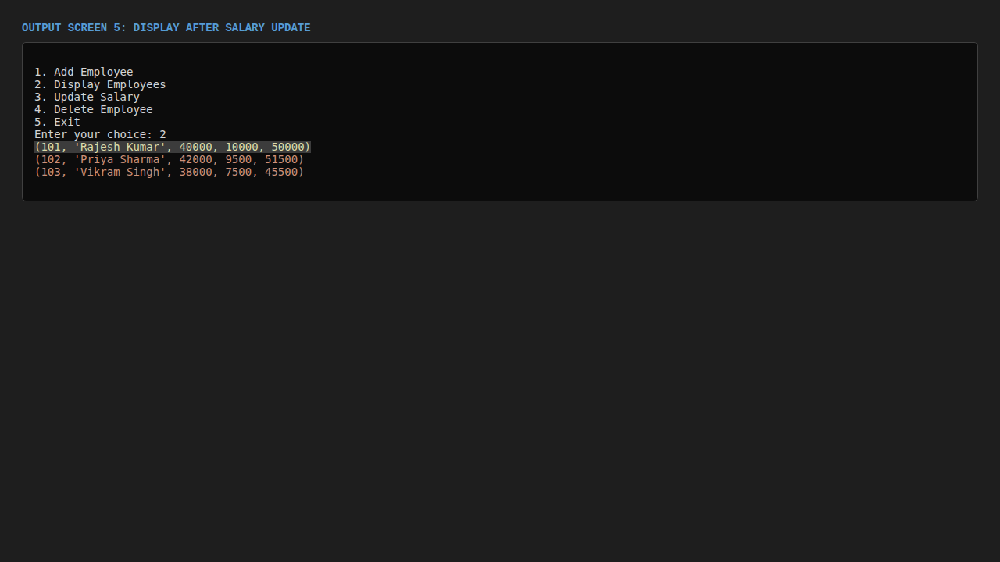 OUTPUT SCREEN 5: DISPLAY AFTER SALARY UPDATE
1. Add Employee
2. Display Employees
3. Update Salary
4. Delete Employee
5. Exit
Enter your choice: 2
(101, 'Rajesh Kumar', 40000, 10000, 50000)
(102, 'Priya Sharma', 42000, 9500, 51500)
(103, 'Vikram Singh', 38000, 7500, 45500)